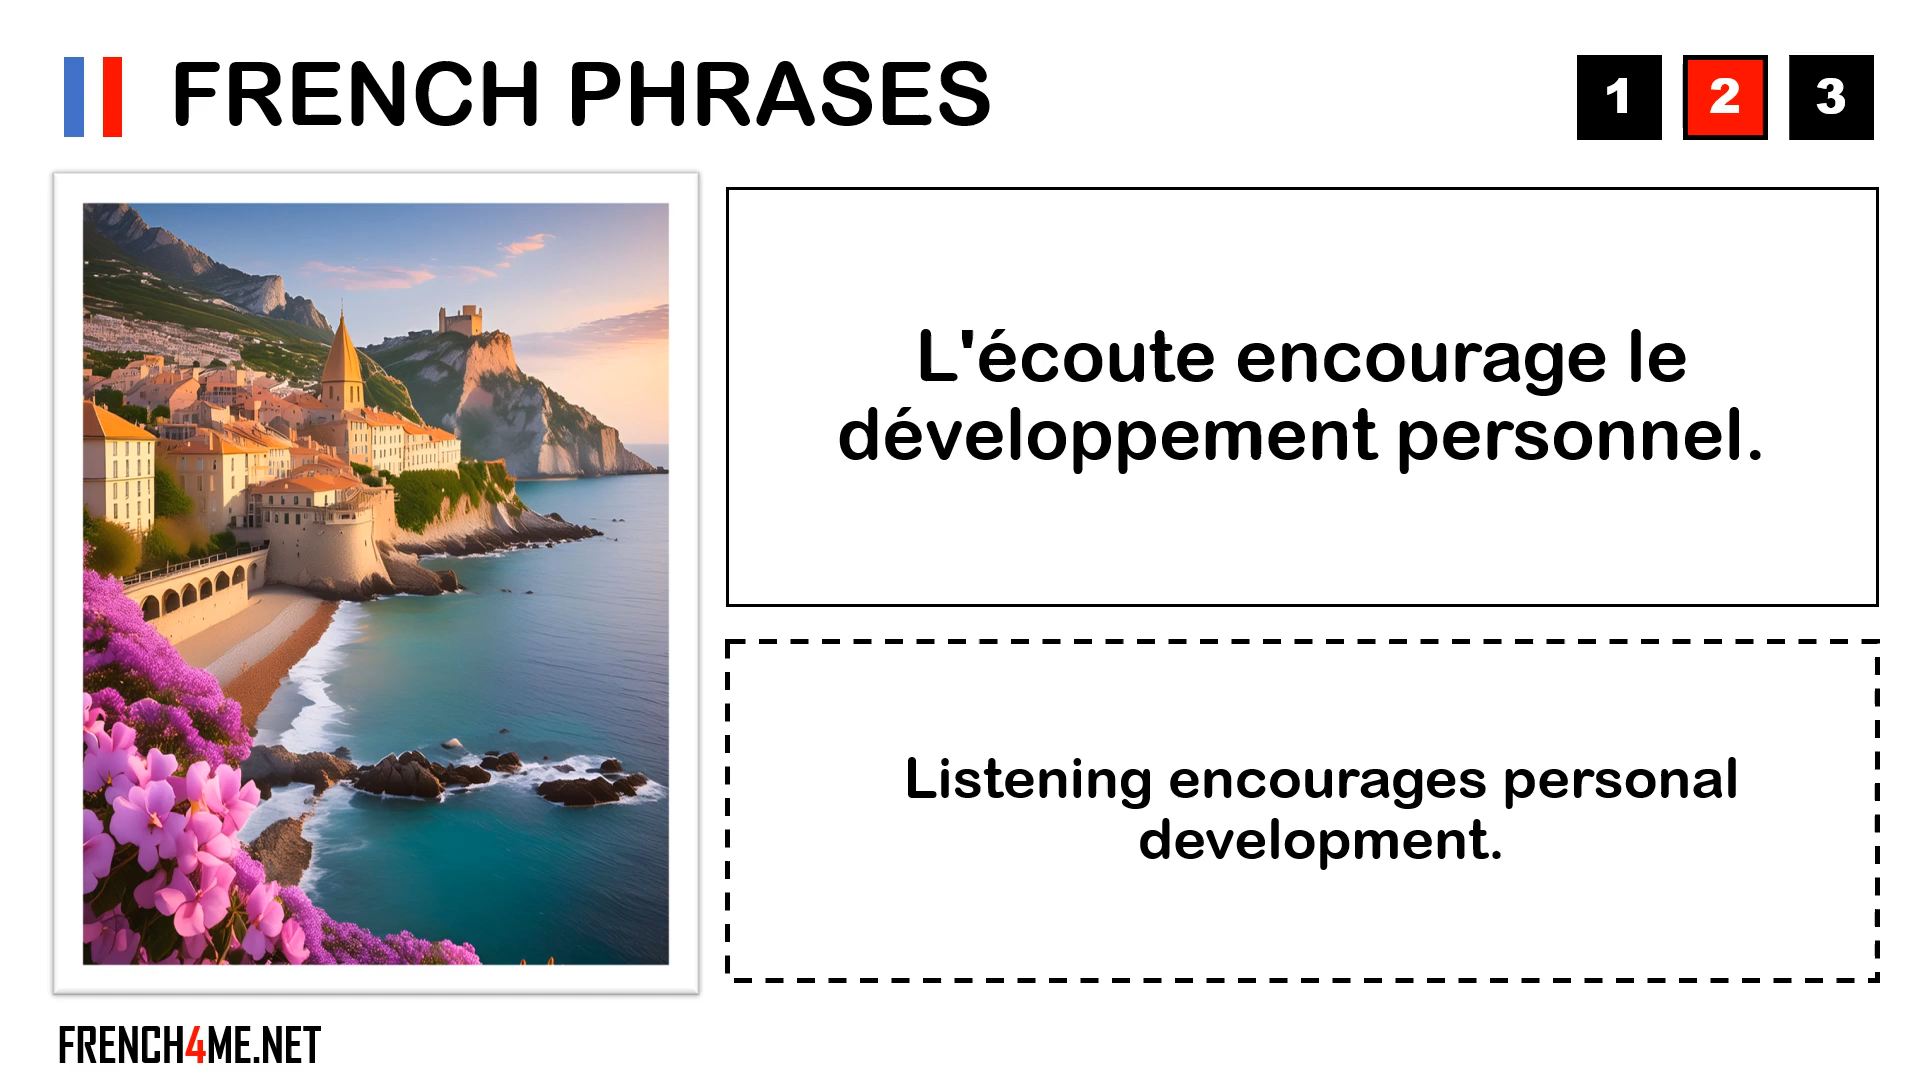 FRENCH PHRASES
1 2 3
L'écoute encourage le
développement personnel.
Listening encourages personal
development.
FRENCH4ME.NET